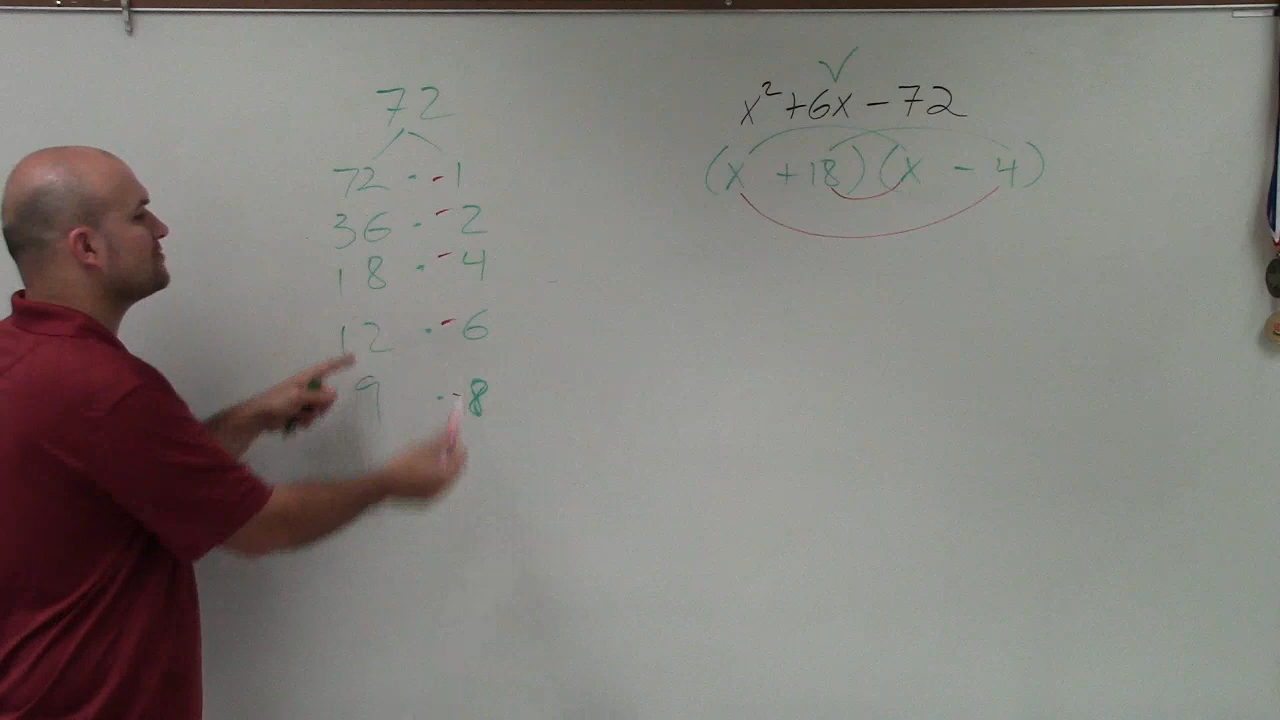 72
72 · -1
36 · -2
18 · -4
12 · -6
9 · -8
✓
x² + 6x - 72
(x + 18)(x - 4)